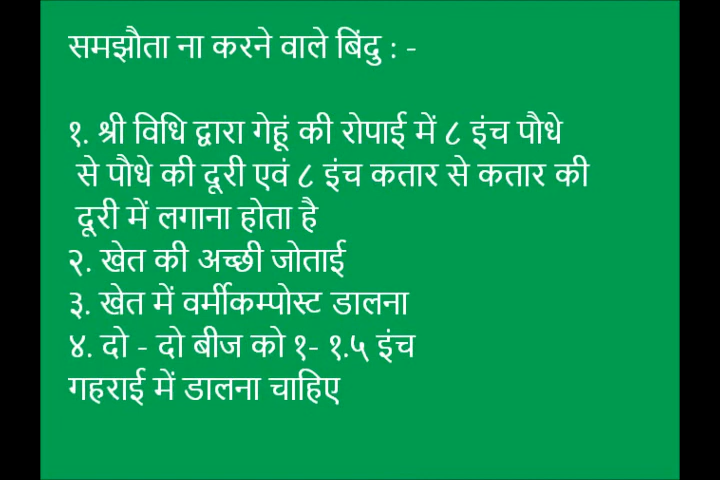 समझौता ना करने वाले बिंदु : -
१. श्री विधि द्वारा गेहूं की रोपाई में ८ इंच पौधे
से पौधे की दूरी एवं ८ इंच कतार से कतार की
दूरी में लगाना होता है
२. खेत की अच्छी जोताई
३. खेत में वर्मीकम्पोस्ट डालना
४. दो - दो बीज को १- १.५ इंच
गहराई में डालना चाहिए